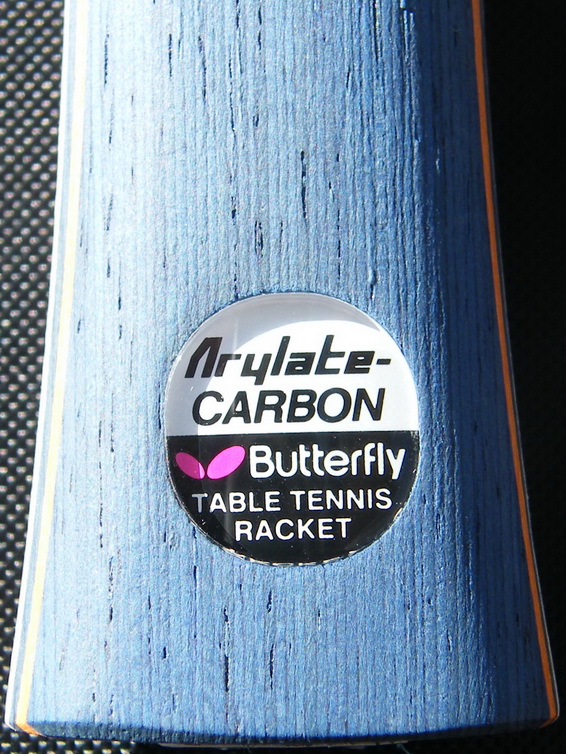 Arylate-
CARBON
Butterfly
TABLE TENNIS
RACKET